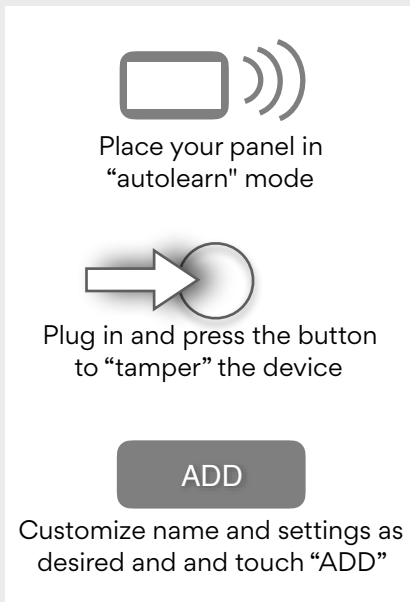 Place your panel in
“autolearn" mode
Plug in and press the button
to “tamper” the device
ADD
Customize name and settings as
desired and and touch “ADD”